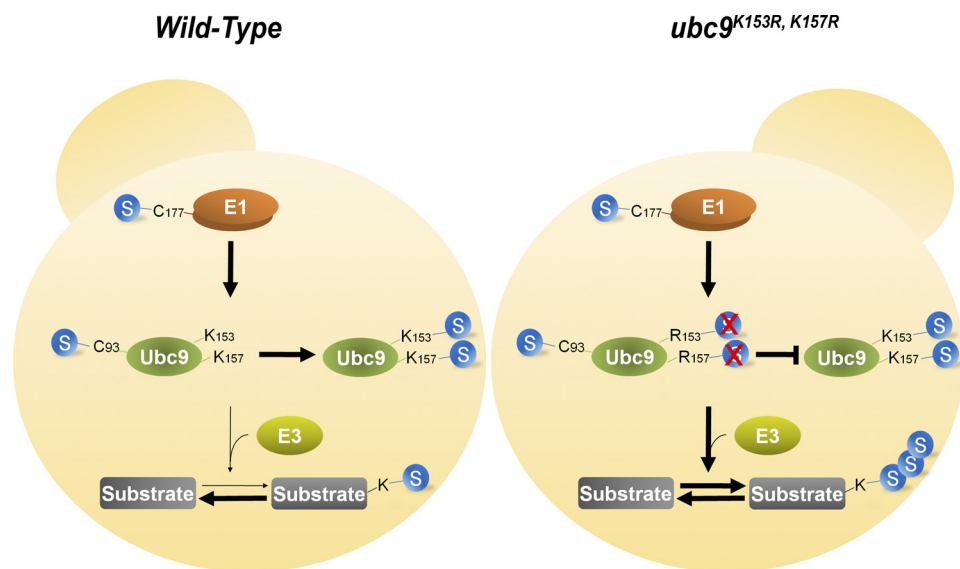 Wild-Type
ubc9K153R, K157R
S
C177
E1
S
C177
E1
S
C93
Ubc9
K153
K157
Ubc9
K153
K157
S
S
S
C93
Ubc9
R153
R157
Ubc9
K153
K157
S
S
E3
E3
Substrate
Substrate
K
S
Substrate
Substrate
K
S
S
S